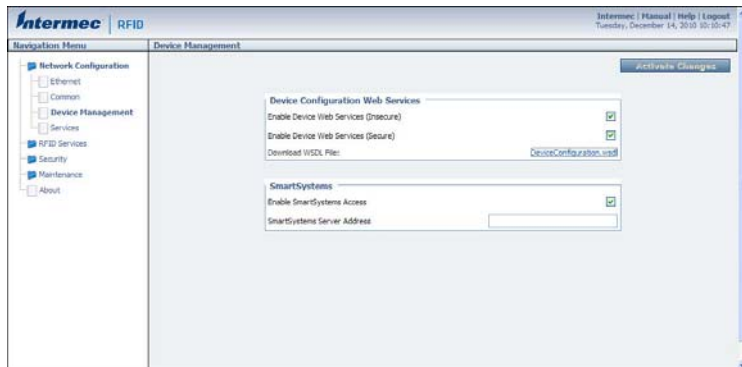 Intermec RFID
Intermec | Manual | Help | Logout
Tuesday, December 14, 2010 10:10:47
Navigation Menu
Device Management
Activate Changes
Network Configuration
Ethernet
Common
Device Management
Services
RFID Services
Security
Maintenance
About
Device Configuration Web Services
Enable Device Web Services (Insecure)
Enable Device Web Services (Secure)
Download WSDL File: DeviceConfiguration.wsdl
SmartSystems
Enable SmartSystems Access
SmartSystems Server Address